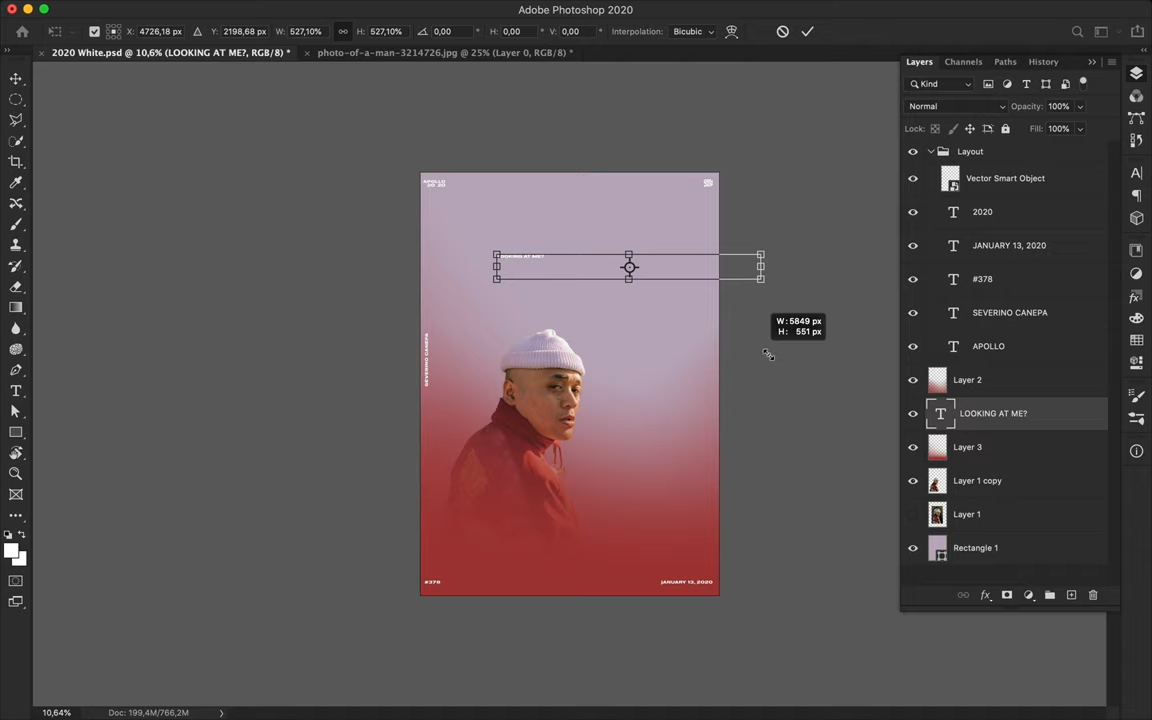 Adobe Photoshop 2020
X: 4726,18 px Y: 2198,68 px W: 527,10% H: 527,10% 0,00 ° H: 0,00 ° V: 0,00 ° Interpolation: Bicubic
2020 White.psd @ 10,6% (LOOKING AT ME?, RGB/8) *
photo-of-a-man-3214726.jpg @ 25% (Layer 0, RGB/8) *
Layers Channels Paths History
Kind
Normal Opacity: 100%
Lock: Fill: 100%
Layout
Vector Smart Object
2020
JANUARY 13, 2020
#378
SEVERINO CANEPA
APOLLO
Layer 2
LOOKING AT ME?
Layer 3
Layer 1 copy
Layer 1
Rectangle 1
APOLLO
20 20
LOOKING AT ME?
W: 5849 px
H: 551 px
SEVERINO CANEPA
#378
JANUARY 13, 2020
10,64% Doc: 199,4M/766,2M